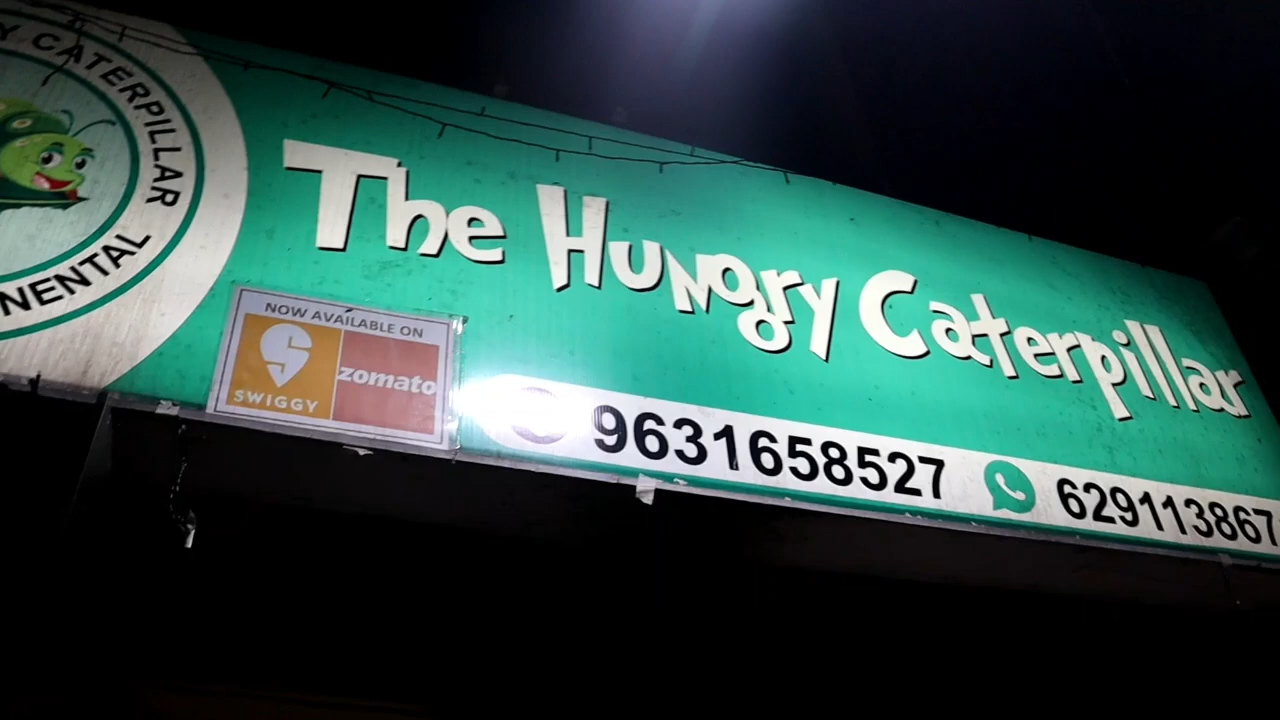 Y CATERPILLAR
NENTAL
The Hungry Caterpillar
NOW AVAILABLE ON
SWIGGY
zomato
9631658527
629113867